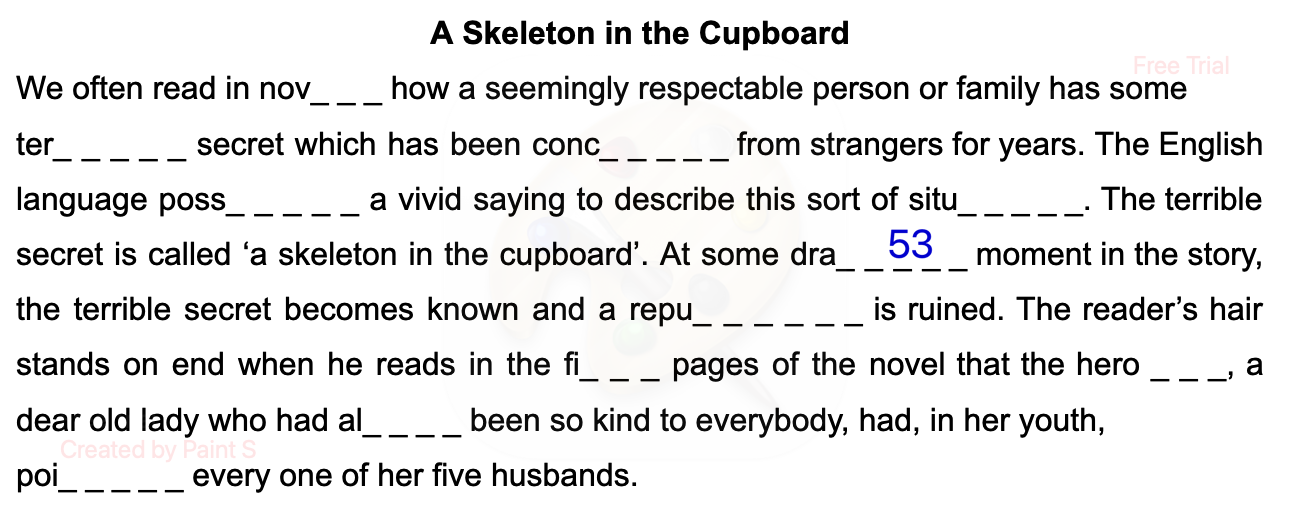 A Skeleton in the Cupboard
Free Trial
We often read in nov_ _ _ how a seemingly respectable person or family has some
ter_ _ _ _ _ secret which has been conc_ _ _ _ _ from strangers for years. The English
language poss_ _ _ _ _ a vivid saying to describe this sort of situ_ _ _ _ _. The terrible
secret is called ‘a skeleton in the cupboard’. At some dra_ _ 53 _ _ _ moment in the story,
the terrible secret becomes known and a repu_ _ _ _ _ _ is ruined. The reader’s hair
stands on end when he reads in the fi_ _ _ pages of the novel that the hero _ _ _, a
dear old lady who had al_ _ _ _ been so kind to everybody, had, in her youth,
Created by Paint S
poi_ _ _ _ _ every one of her five husbands.